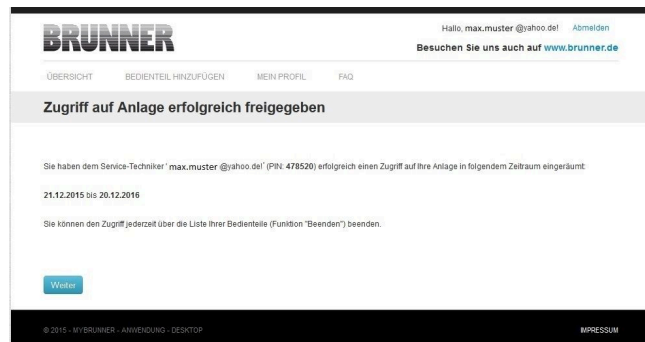 BRUNNER
Hallo, max.muster @yahoo.de! Abmelden
Besuchen Sie uns auch auf www.brunner.de
ÜBERSICHT BEDIENTEIL HINZUFÜGEN MEIN PROFIL FAQ
Zugriff auf Anlage erfolgreich freigegeben
Sie haben dem Service-Techniker ' max.muster @yahoo.de!' (PIN: 478520) erfolgreich einen Zugriff auf Ihre Anlage in folgendem Zeitraum eingeräumt:
21.12.2015 bis 20.12.2016
Sie können den Zugriff jederzeit über die Liste Ihrer Bedienteile (Funktion "Beenden") beenden.
Weiter
© 2015 - MYBRUNNER - ANWENDUNG - DESKTOP IMPRESSUM